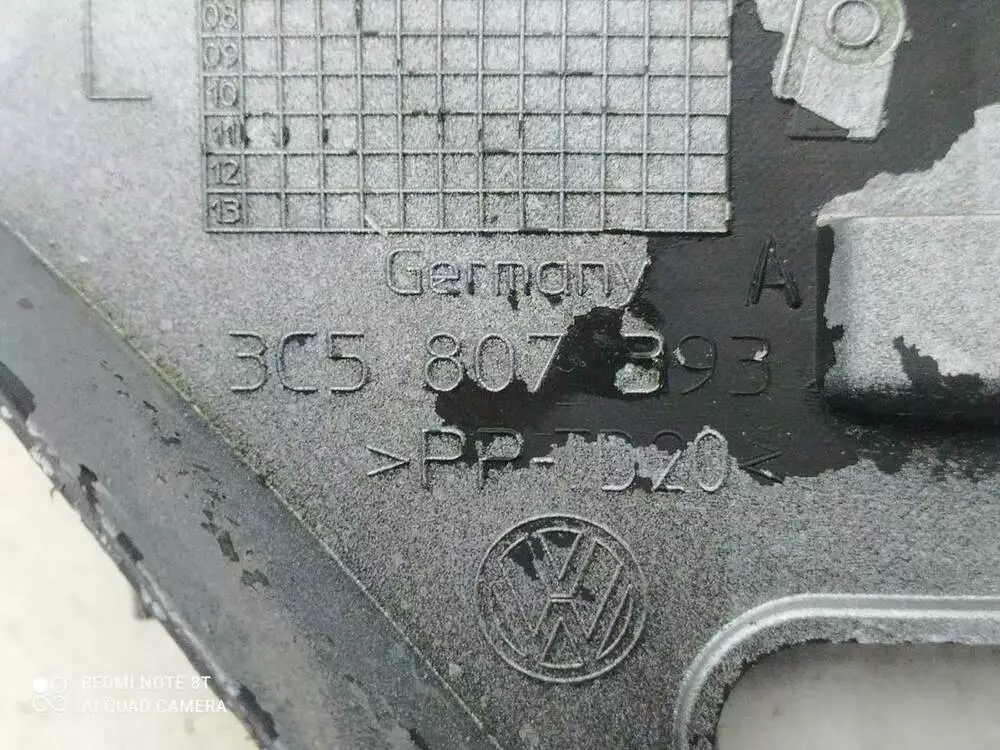 L
08
09
10
11
12
13
Germany A
3C5 807 393
>PP-TD20<
REDMI NOTE 8T
AI QUAD CAMERA